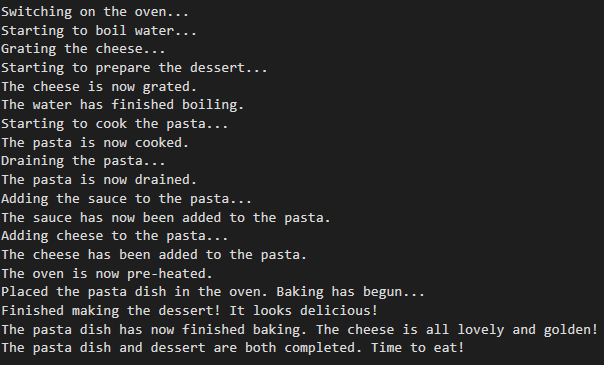 Switching on the oven...
Starting to boil water...
Grating the cheese...
Starting to prepare the dessert...
The cheese is now grated.
The water has finished boiling.
Starting to cook the pasta...
The pasta is now cooked.
Draining the pasta...
The pasta is now drained.
Adding the sauce to the pasta...
The sauce has now been added to the pasta.
Adding cheese to the pasta...
The cheese has been added to the pasta.
The oven is now pre-heated.
Placed the pasta dish in the oven. Baking has begun...
Finished making the dessert! It looks delicious!
The pasta dish has now finished baking. The cheese is all lovely and golden!
The pasta dish and dessert are both completed. Time to eat!